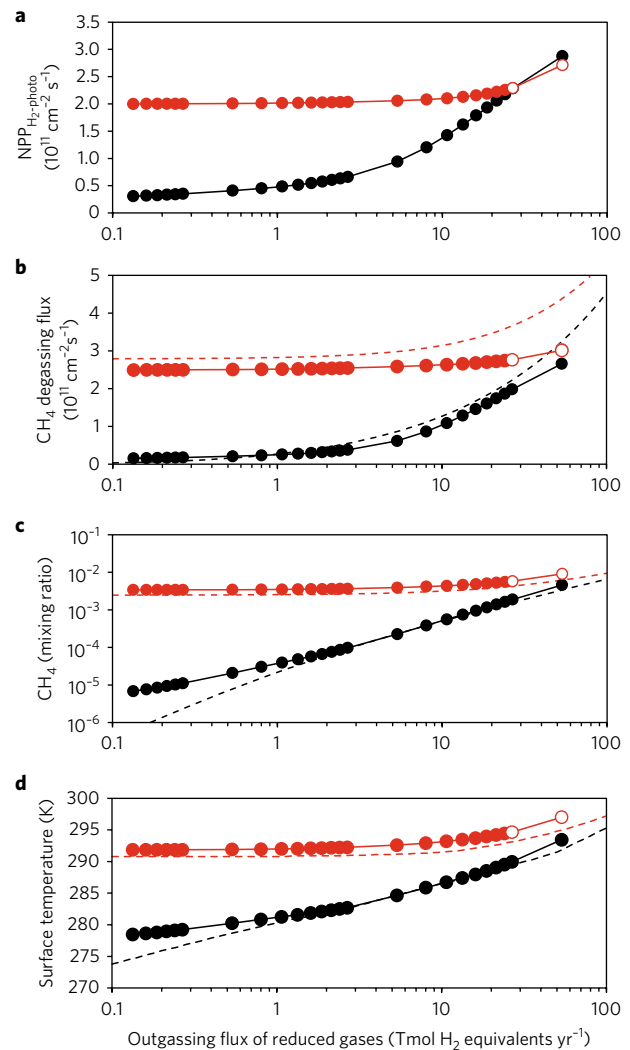 a
3.5
3.0
2.5
2.0
1.5
1.0
0.5
0
NPP_H₂-photo
(10¹¹ cm⁻² s⁻¹)
0.1 1 10 100
b
5
4
3
2
1
0
CH₄ degassing flux
(10¹¹ cm⁻²s⁻¹)
0.1 1 10 100
c
10⁻¹
10⁻²
10⁻³
10⁻⁴
10⁻⁵
10⁻⁶
CH₄ (mixing ratio)
0.1 1 10 100
d
300
295
290
285
280
275
270
Surface temperature (K)
0.1 1 10 100
Outgassing flux of reduced gases (Tmol H₂ equivalents yr⁻¹)